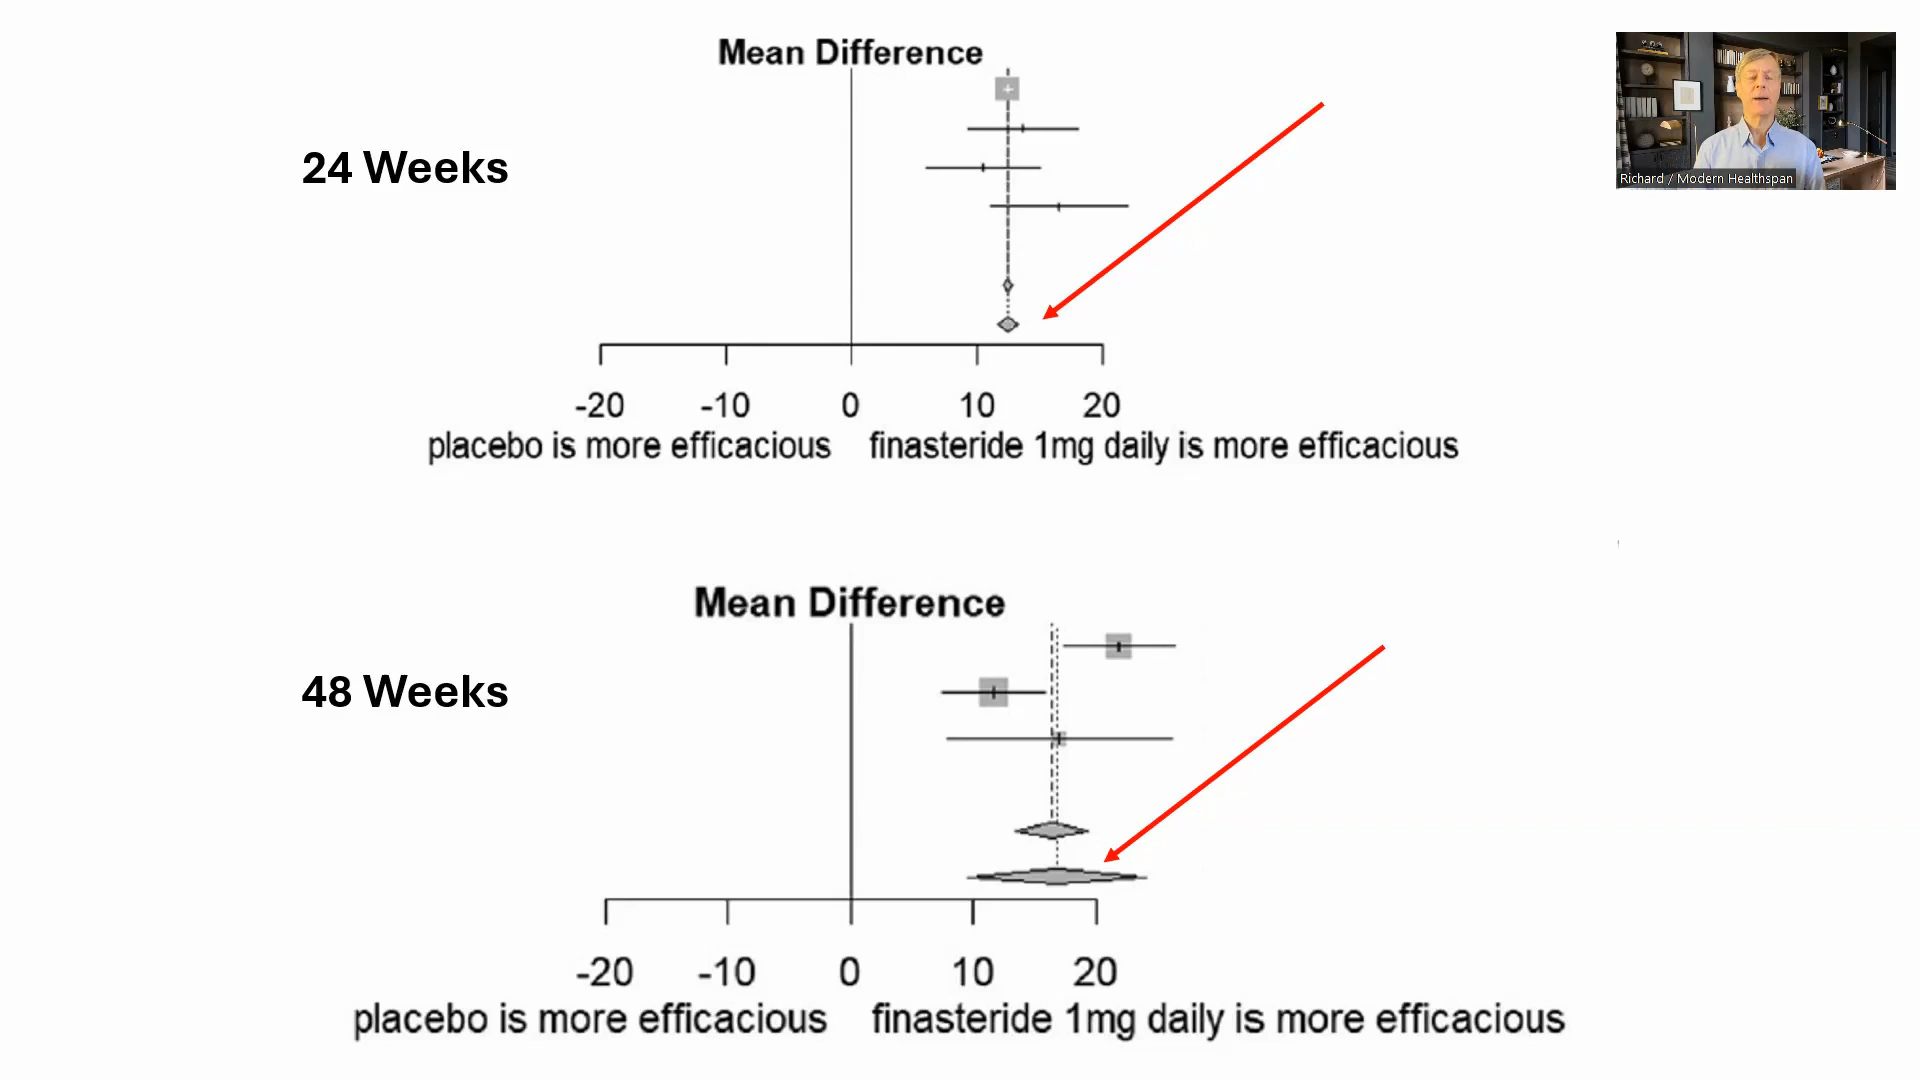 Mean Difference
24 Weeks
-20 -10 0 10 20
placebo is more efficacious finasteride 1mg daily is more efficacious
Richard / Modern Healthspan
Mean Difference
48 Weeks
-20 -10 0 10 20
placebo is more efficacious finasteride 1mg daily is more efficacious